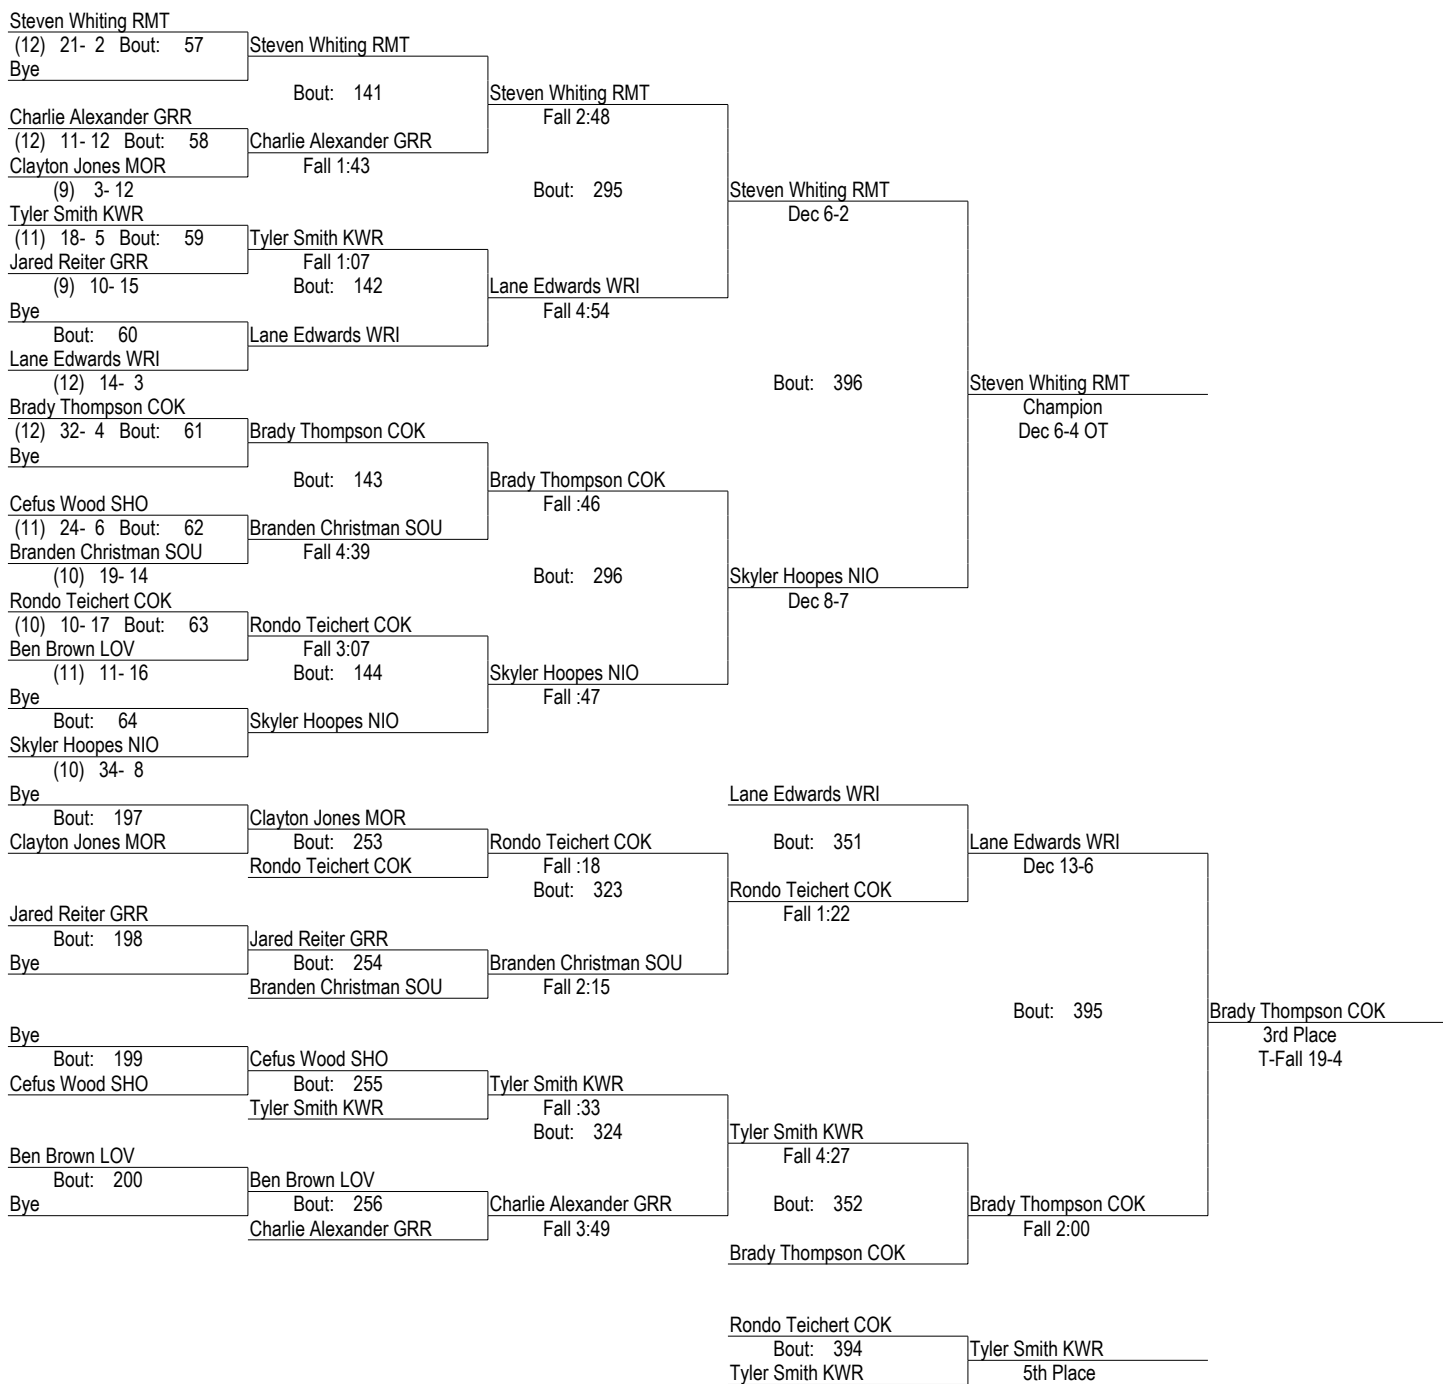 Steven Whiting RMT
(12) 21- 2 Bout: 57 Steven Whiting RMT
Bye
Bout: 141 Steven Whiting RMT
Charlie Alexander GRR Fall 2:48
(12) 11- 12 Bout: 58 Charlie Alexander GRR
Clayton Jones MOR Fall 1:43
(9) 3- 12 Bout: 295 Steven Whiting RMT
Tyler Smith KWR Dec 6-2
(11) 18- 5 Bout: 59 Tyler Smith KWR
Jared Reiter GRR Fall 1:07
(9) 10- 15 Bout: 142 Lane Edwards WRI
Bye Fall 4:54
Bout: 60 Lane Edwards WRI
Lane Edwards WRI
(12) 14- 3 Bout: 396 Steven Whiting RMT
Brady Thompson COK Champion
(12) 32- 4 Bout: 61 Brady Thompson COK Dec 6-4 OT
Bye
Bout: 143 Brady Thompson COK
Cefus Wood SHO Fall :46
(11) 24- 6 Bout: 62 Branden Christman SOU
Branden Christman SOU Fall 4:39
(10) 19- 14 Bout: 296 Skyler Hoopes NIO
Rondo Teichert COK Dec 8-7
(10) 10- 17 Bout: 63 Rondo Teichert COK
Ben Brown LOV Fall 3:07
(11) 11- 16 Bout: 144 Skyler Hoopes NIO
Bye Fall :47
Bout: 64 Skyler Hoopes NIO
Skyler Hoopes NIO
(10) 34- 8
Bye Lane Edwards WRI
Bout: 197 Clayton Jones MOR
Clayton Jones MOR Bout: 253 Rondo Teichert COK Bout: 351 Lane Edwards WRI
Rondo Teichert COK Fall :18 Dec 13-6
Bout: 323 Rondo Teichert COK
Jared Reiter GRR Fall 1:22
Bout: 198 Jared Reiter GRR
Bye Bout: 254 Branden Christman SOU
Branden Christman SOU Fall 2:15
Bout: 395 Brady Thompson COK
Bye 3rd Place
Bout: 199 Cefus Wood SHO T-Fall 19-4
Cefus Wood SHO Bout: 255 Tyler Smith KWR
Tyler Smith KWR Fall :33
Bout: 324 Tyler Smith KWR
Ben Brown LOV Fall 4:27
Bout: 200 Ben Brown LOV
Bye Bout: 256 Charlie Alexander GRR Bout: 352 Brady Thompson COK
Charlie Alexander GRR Fall 3:49 Fall 2:00
Brady Thompson COK
Rondo Teichert COK
Bout: 394 Tyler Smith KWR
Tyler Smith KWR 5th Place